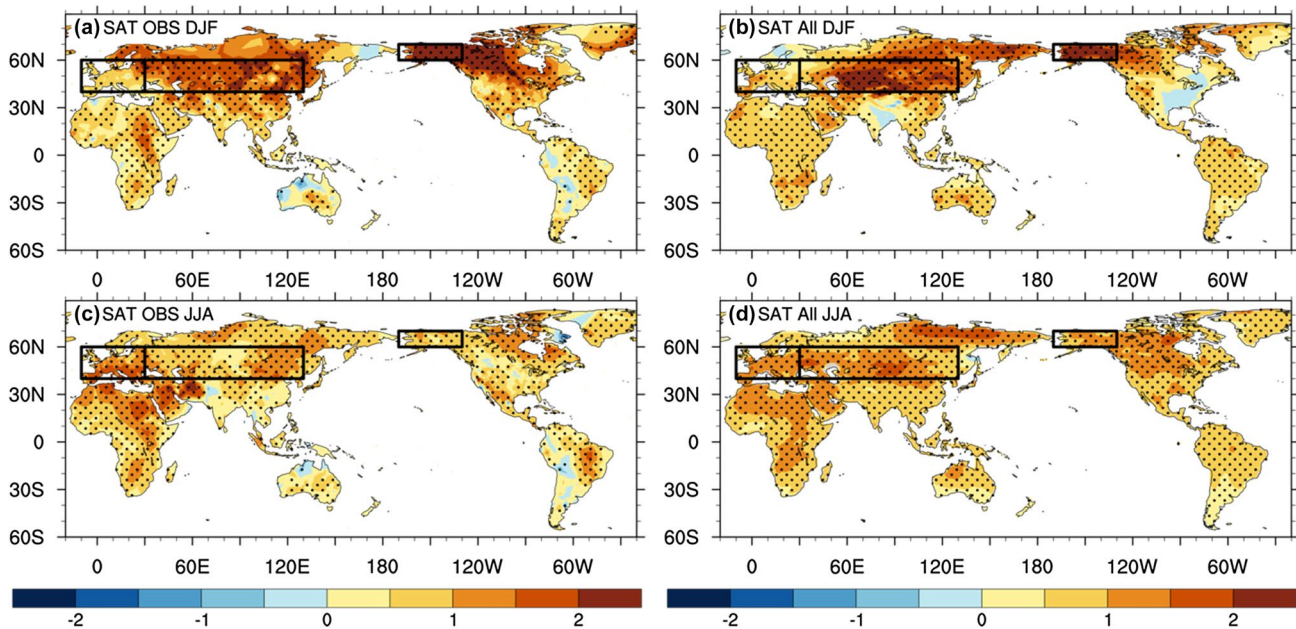 (a) SAT OBS DJF
60N
30N
0
30S
60S
0 60E 120E 180 120W 60W
(b) SAT All DJF
60N
30N
0
30S
60S
0 60E 120E 180 120W 60W
(c) SAT OBS JJA
60N
30N
0
30S
60S
0 60E 120E 180 120W 60W
(d) SAT All JJA
60N
30N
0
30S
60S
0 60E 120E 180 120W 60W
-2 -1 0 1 2
-2 -1 0 1 2